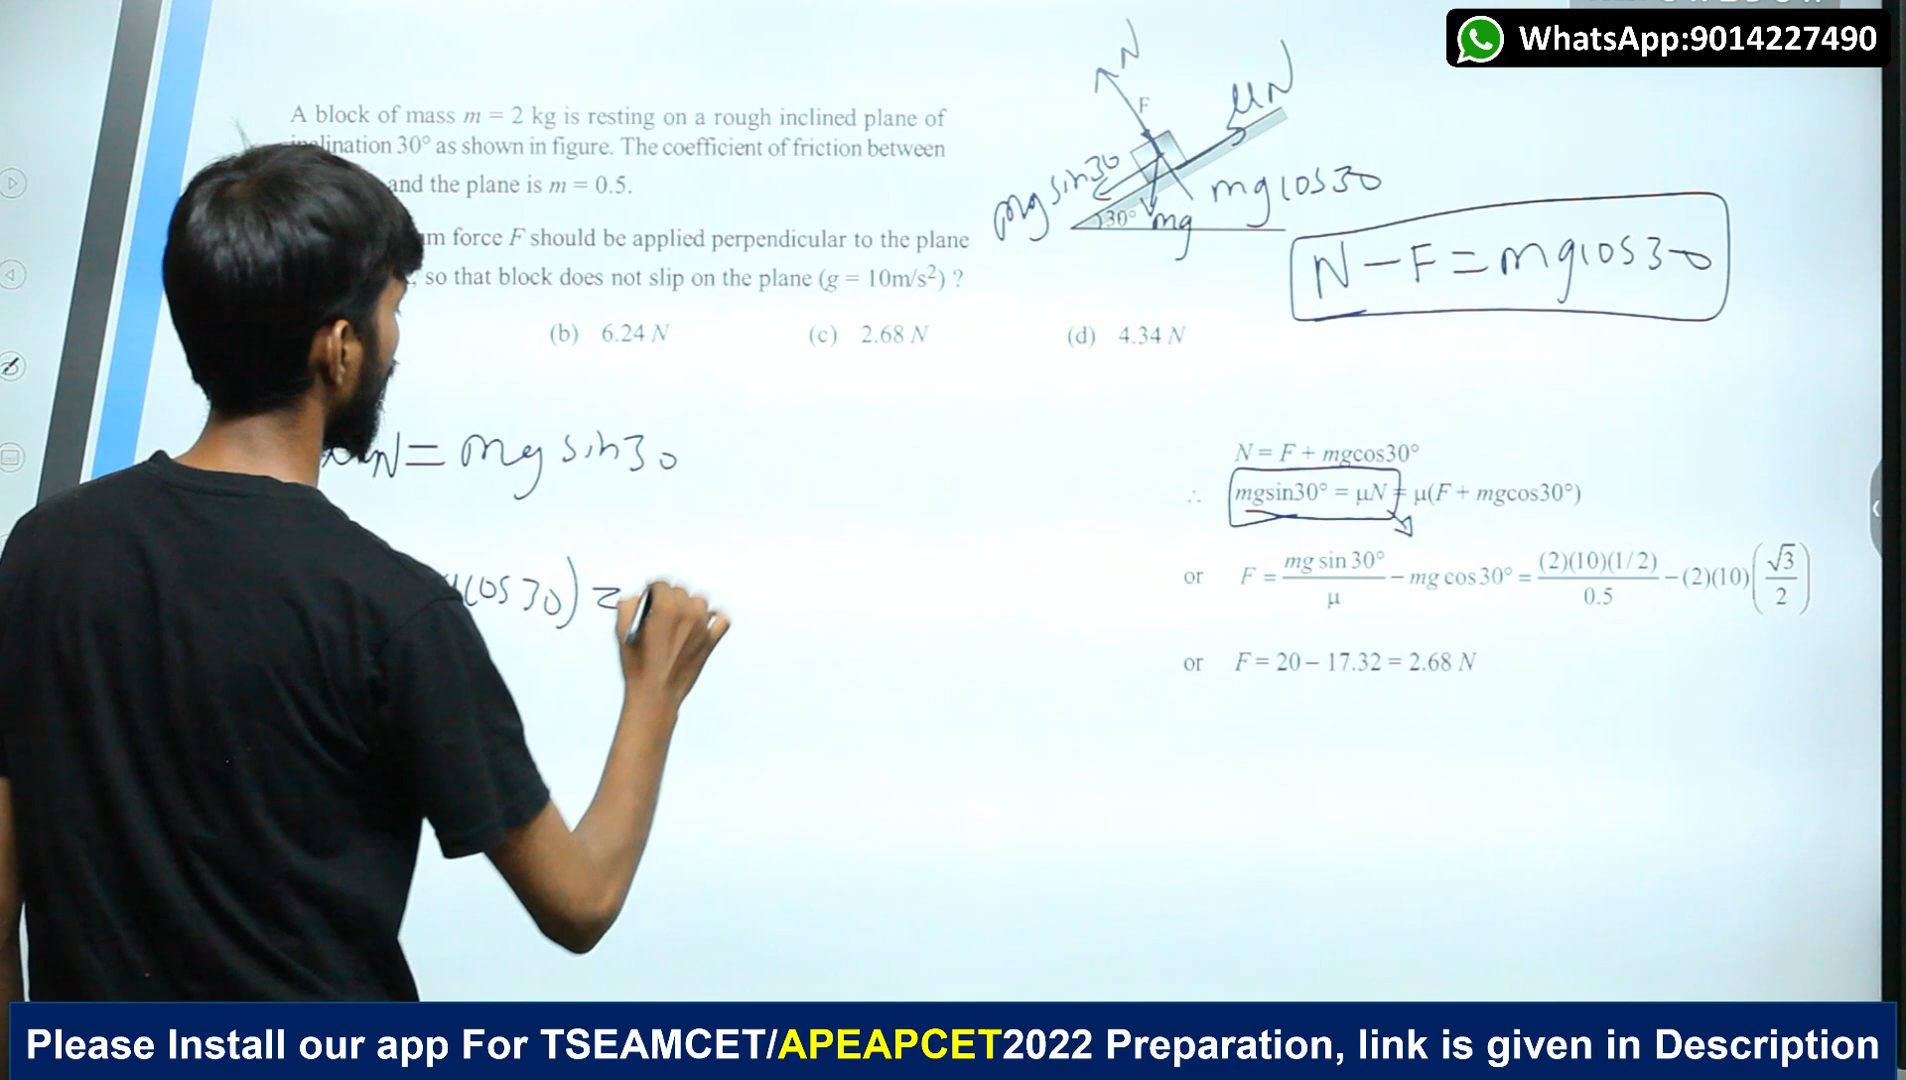 WhatsApp:9014227490
A block of mass m = 2 kg is resting on a rough inclined plane of
inclination 30° as shown in figure. The coefficient of friction between
and the plane is m = 0.5.
force F should be applied perpendicular to the plane
so that block does not slip on the plane (g = 10m/s²) ?
(b) 6.24 N (c) 2.68 N (d) 4.34 N
N
F
μN
mg sin30
mg cos30
30°
mg
N – F = mg cos30
N = mg sin30
cos 30) =
N = F + mgcos30°
∴ mgsin30° = μN = μ(F + mgcos30°)
or F = mg sin 30° / μ – mg cos 30° = (2)(10)(1/2) / 0.5 – (2)(10)(√3 / 2)
or F = 20 – 17.32 = 2.68 N
Please Install our app For TSEAMCET/APEAPCET2022 Preparation, link is given in Description